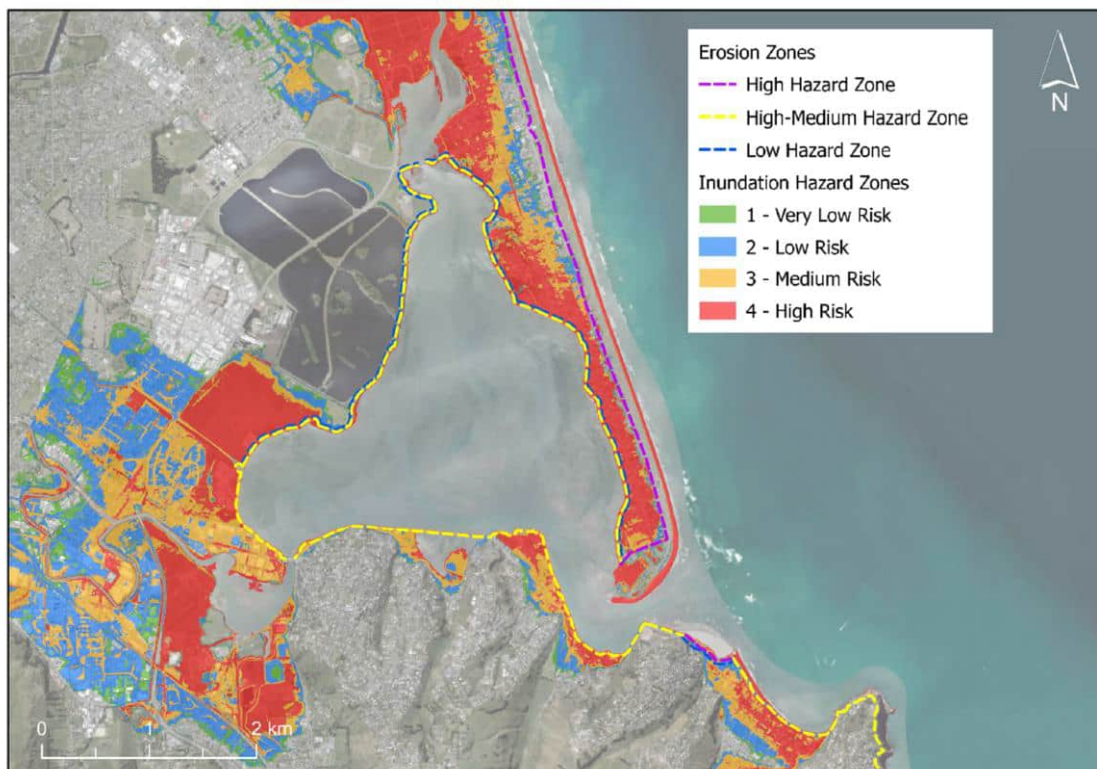 Erosion Zones
High Hazard Zone
High-Medium Hazard Zone
Low Hazard Zone
Inundation Hazard Zones
1 - Very Low Risk
2 - Low Risk
3 - Medium Risk
4 - High Risk
N
0 1 2 km